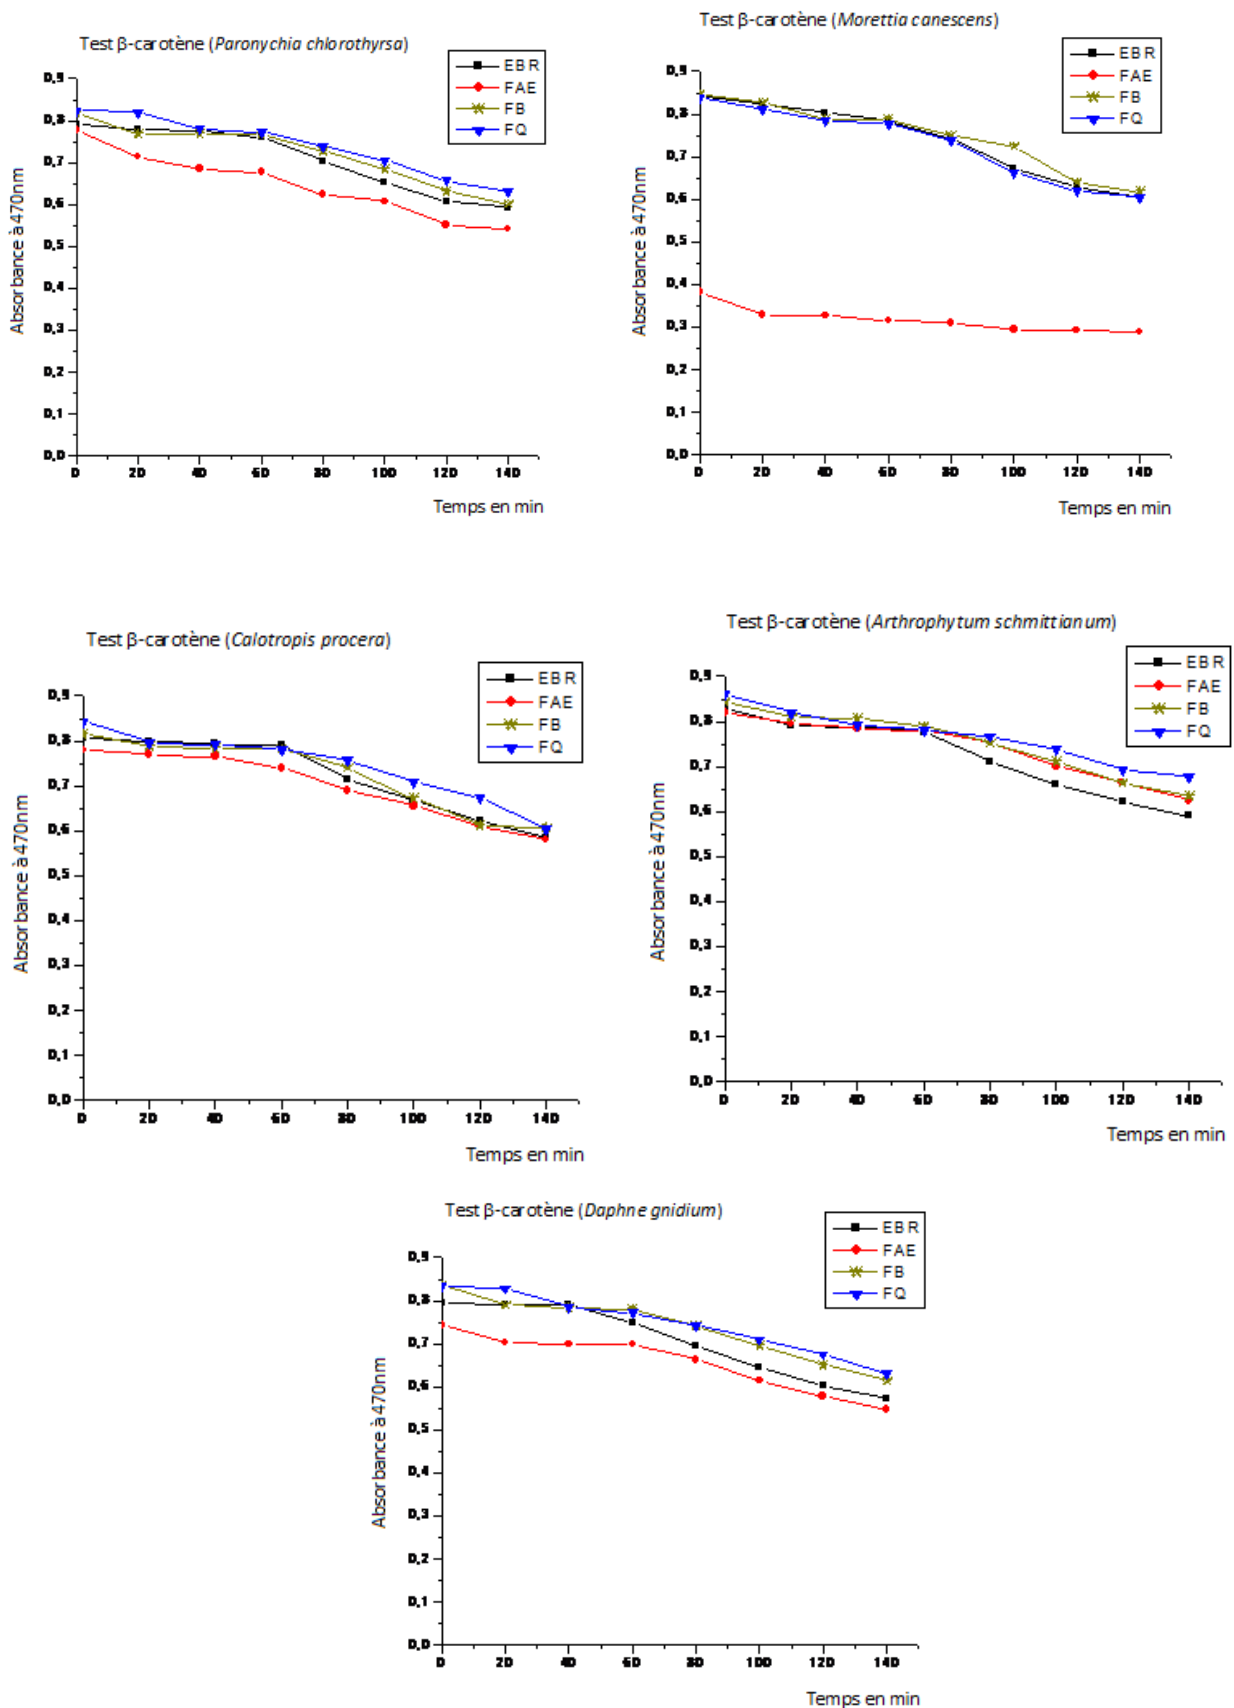 Test β-carotène (Paronychia chlorothyrsa)
EBR
FAE
FB
FQ
Absorbance à 470nm
0,9
0,8
0,7
0,6
0,5
0,4
0,3
0,2
0,1
0,0
0 20 40 60 80 100 120 140
Temps en min
Test β-carotène (Morettia canescens)
EBR
FAE
FB
FQ
Absorbance à 470nm
0,9
0,8
0,7
0,6
0,5
0,4
0,3
0,2
0,1
0,0
0 20 40 60 80 100 120 140
Temps en min
Test β-carotène (Calotropis procera)
EBR
FAE
FB
FQ
Absorbance à 470nm
0,9
0,8
0,7
0,6
0,5
0,4
0,3
0,2
0,1
0,0
0 20 40 60 80 100 120 140
Temps en min
Test β-carotène (Arthrophytum schmittianum)
EBR
FAE
FB
FQ
Absorbance à 470nm
0,9
0,8
0,7
0,6
0,5
0,4
0,3
0,2
0,1
0,0
0 20 40 60 80 100 120 140
Temps en min
Test β-carotène (Daphne gnidium)
EBR
FAE
FB
FQ
Absorbance à 470nm
0,9
0,8
0,7
0,6
0,5
0,4
0,3
0,2
0,1
0,0
0 20 40 60 80 100 120 140
Temps en min